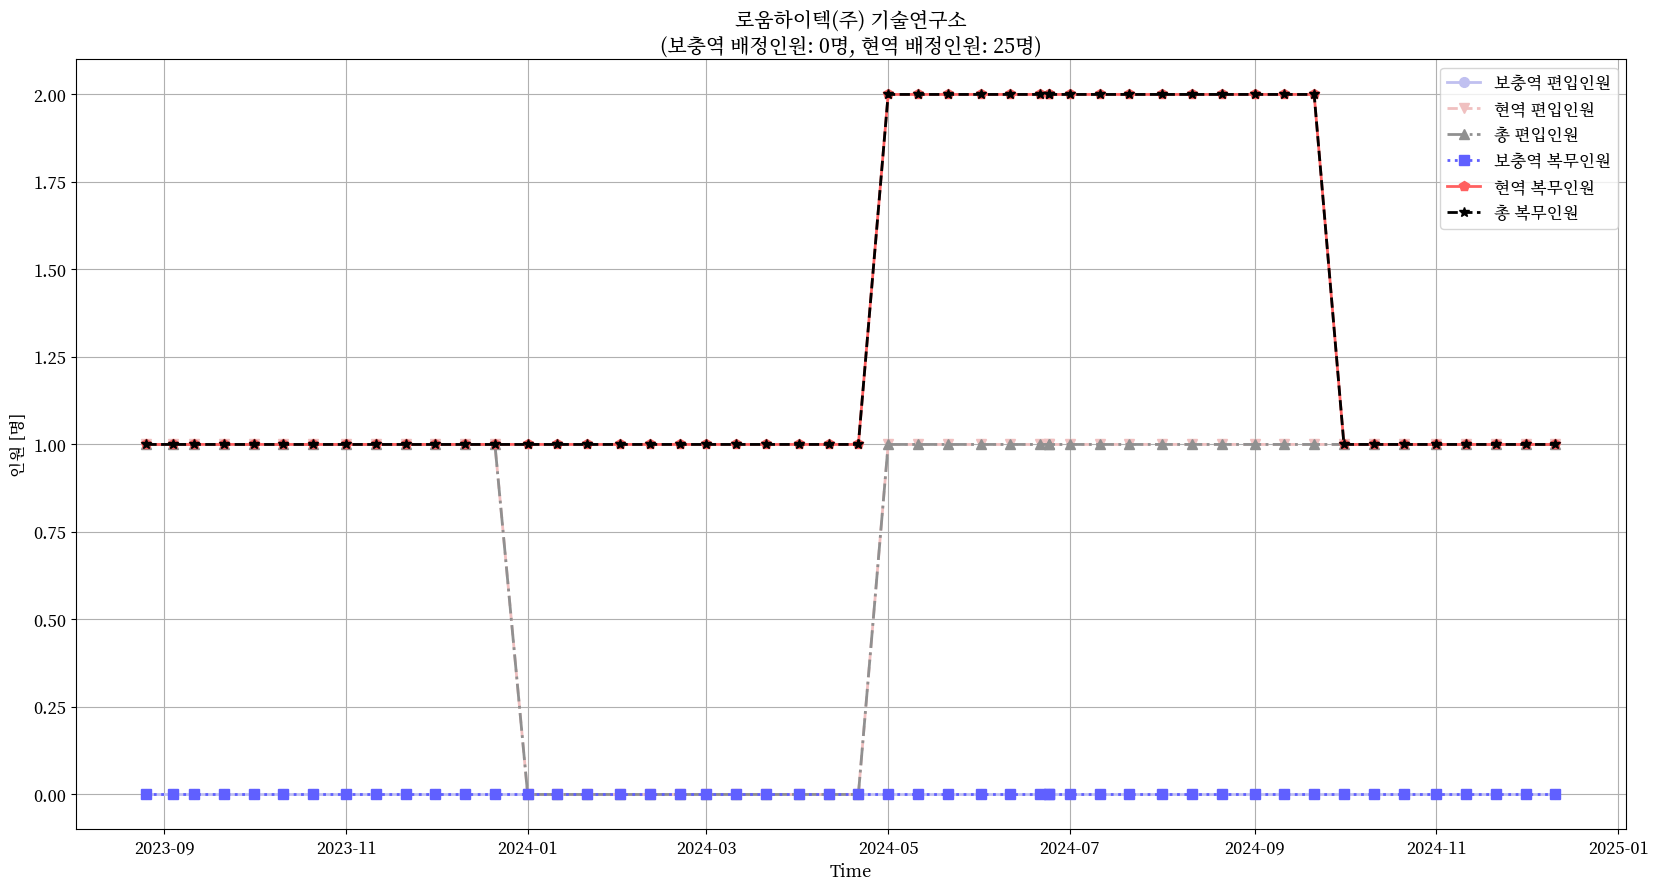 로움하이텍(주) 기술연구소
(보충역 배정인원: 0명, 현역 배정인원: 25명)
보충역 편입인원
현역 편입인원
총 편입인원
보충역 복무인원
현역 복무인원
총 복무인원
인원 [명]
2.00
1.75
1.50
1.25
1.00
0.75
0.50
0.25
0.00
2023-09
2023-11
2024-01
2024-03
2024-05
2024-07
2024-09
2024-11
2025-01
Time